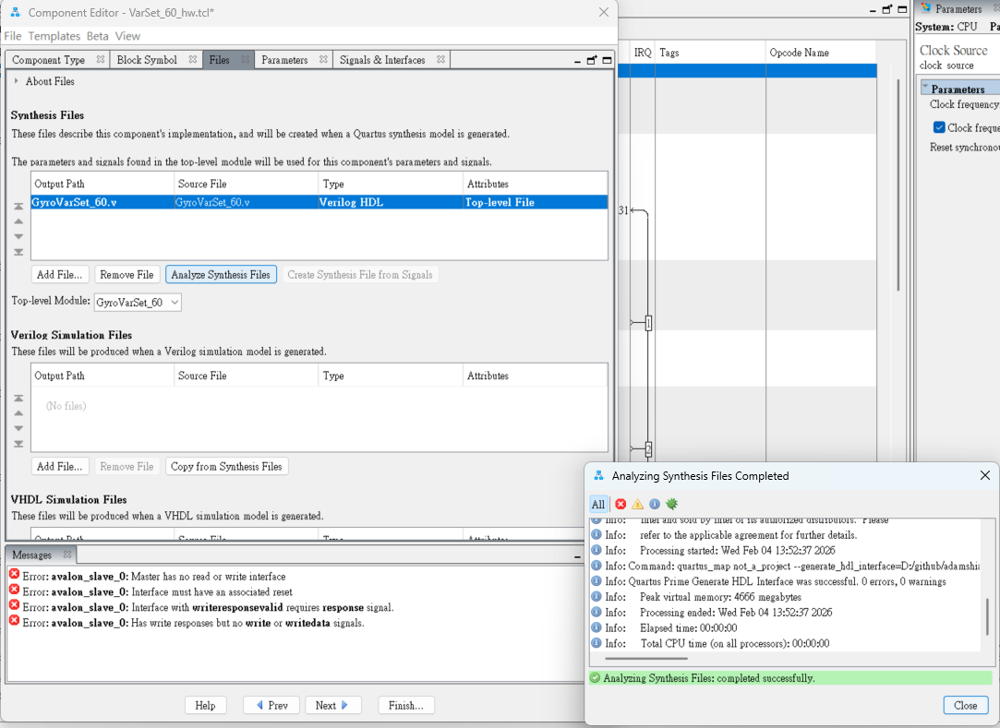 Component Editor - VarSet_60_hw.tcl*
File Templates Beta View
Component Type Block Symbol Files Parameters Signals & Interfaces
About Files
Synthesis Files
These files describe this component's implementation, and will be created when a Quartus synthesis model is generated.
The parameters and signals found in the top-level module will be used for this component's parameters and signals.
Output Path Source File Type Attributes
GyroVarSet_60.v GyroVarSet_60.v Verilog HDL Top-level File
Add File... Remove File Analyze Synthesis Files Create Synthesis File from Signals
Top-level Module: GyroVarSet_60
Verilog Simulation Files
These files will be produced when a Verilog simulation model is generated.
Output Path Source File Type Attributes
(No files)
Add File... Remove File Copy from Synthesis Files
VHDL Simulation Files
These files will be produced when a VHDL simulation model is generated.
Output Path Source File Type Attributes
Messages
Error: avalon_slave_0: Master has no read or write interface
Error: avalon_slave_0: Interface must have an associated reset
Error: avalon_slave_0: Interface with writeresponsevalid requires response signal.
Error: avalon_slave_0: Has write responses but no write or writedata signals.
Help Prev Next Finish...
IRQ Tags Opcode Name
31
1
2
Parameters
System: CPU Pa
Clock Source
clock source
Parameters
Clock frequency
Clock freque
Reset synchrono
Analyzing Synthesis Files Completed
All
Info: Intel and sold by Intel or its authorized distributors. Please
Info: refer to the applicable agreement for further details.
Info: Processing started: Wed Feb 04 13:52:37 2026
Info: Command: quartus_map not_a_project --generate_hdl_interface=D:/github/adamshia
Info: Quartus Prime Generate HDL Interface was successful. 0 errors, 0 warnings
Info: Peak virtual memory: 4666 megabytes
Info: Processing ended: Wed Feb 04 13:52:37 2026
Info: Elapsed time: 00:00:00
Info: Total CPU time (on all processors): 00:00:00
Analyzing Synthesis Files: completed successfully.
Close